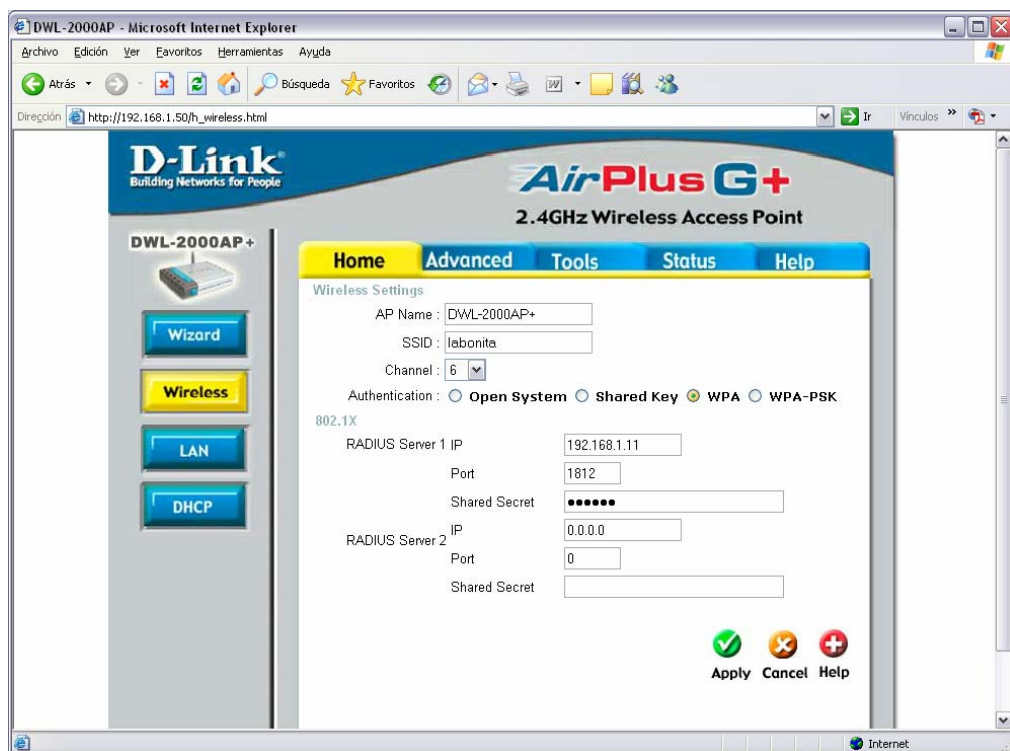 DWL-2000AP - Microsoft Internet Explorer
Archivo Edición Ver Favoritos Herramientas Ayuda
Atrás Búsqueda Favoritos W
Dirección http://192.168.1.50/h_wireless.html Ir Vínculos »
D-Link
Building Networks for People
AirPlus G+
2.4GHz Wireless Access Point
DWL-2000AP+
Home Advanced Tools Status Help
Wireless Settings
AP Name : DWL-2000AP+
SSID : labonita
Channel : 6
Authentication : Open System Shared Key WPA WPA-PSK
802.1X
RADIUS Server 1 IP 192.168.1.11
Port 1812
Shared Secret ●●●●●●
RADIUS Server 2 IP 0.0.0.0
Port 0
Shared Secret
Wizard
Wireless
LAN
DHCP
Apply Cancel Help
Internet